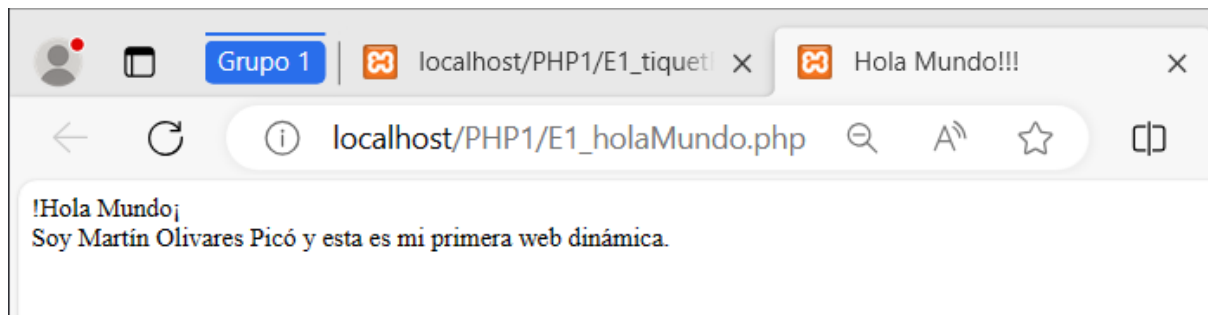 Grupo 1
localhost/PHP1/E1_tiquet
Hola Mundo!!!
localhost/PHP1/E1_holaMundo.php
!Hola Mundo¡
Soy Martín Olivares Picó y esta es mi primera web dinámica.